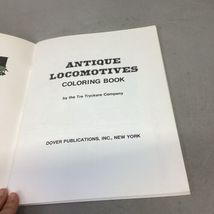 ANTIQUE
LOCOMOTIVES
COLORING BOOK
by the Tre Tryckare Company
DOVER PUBLICATIONS, INC., NEW YORK